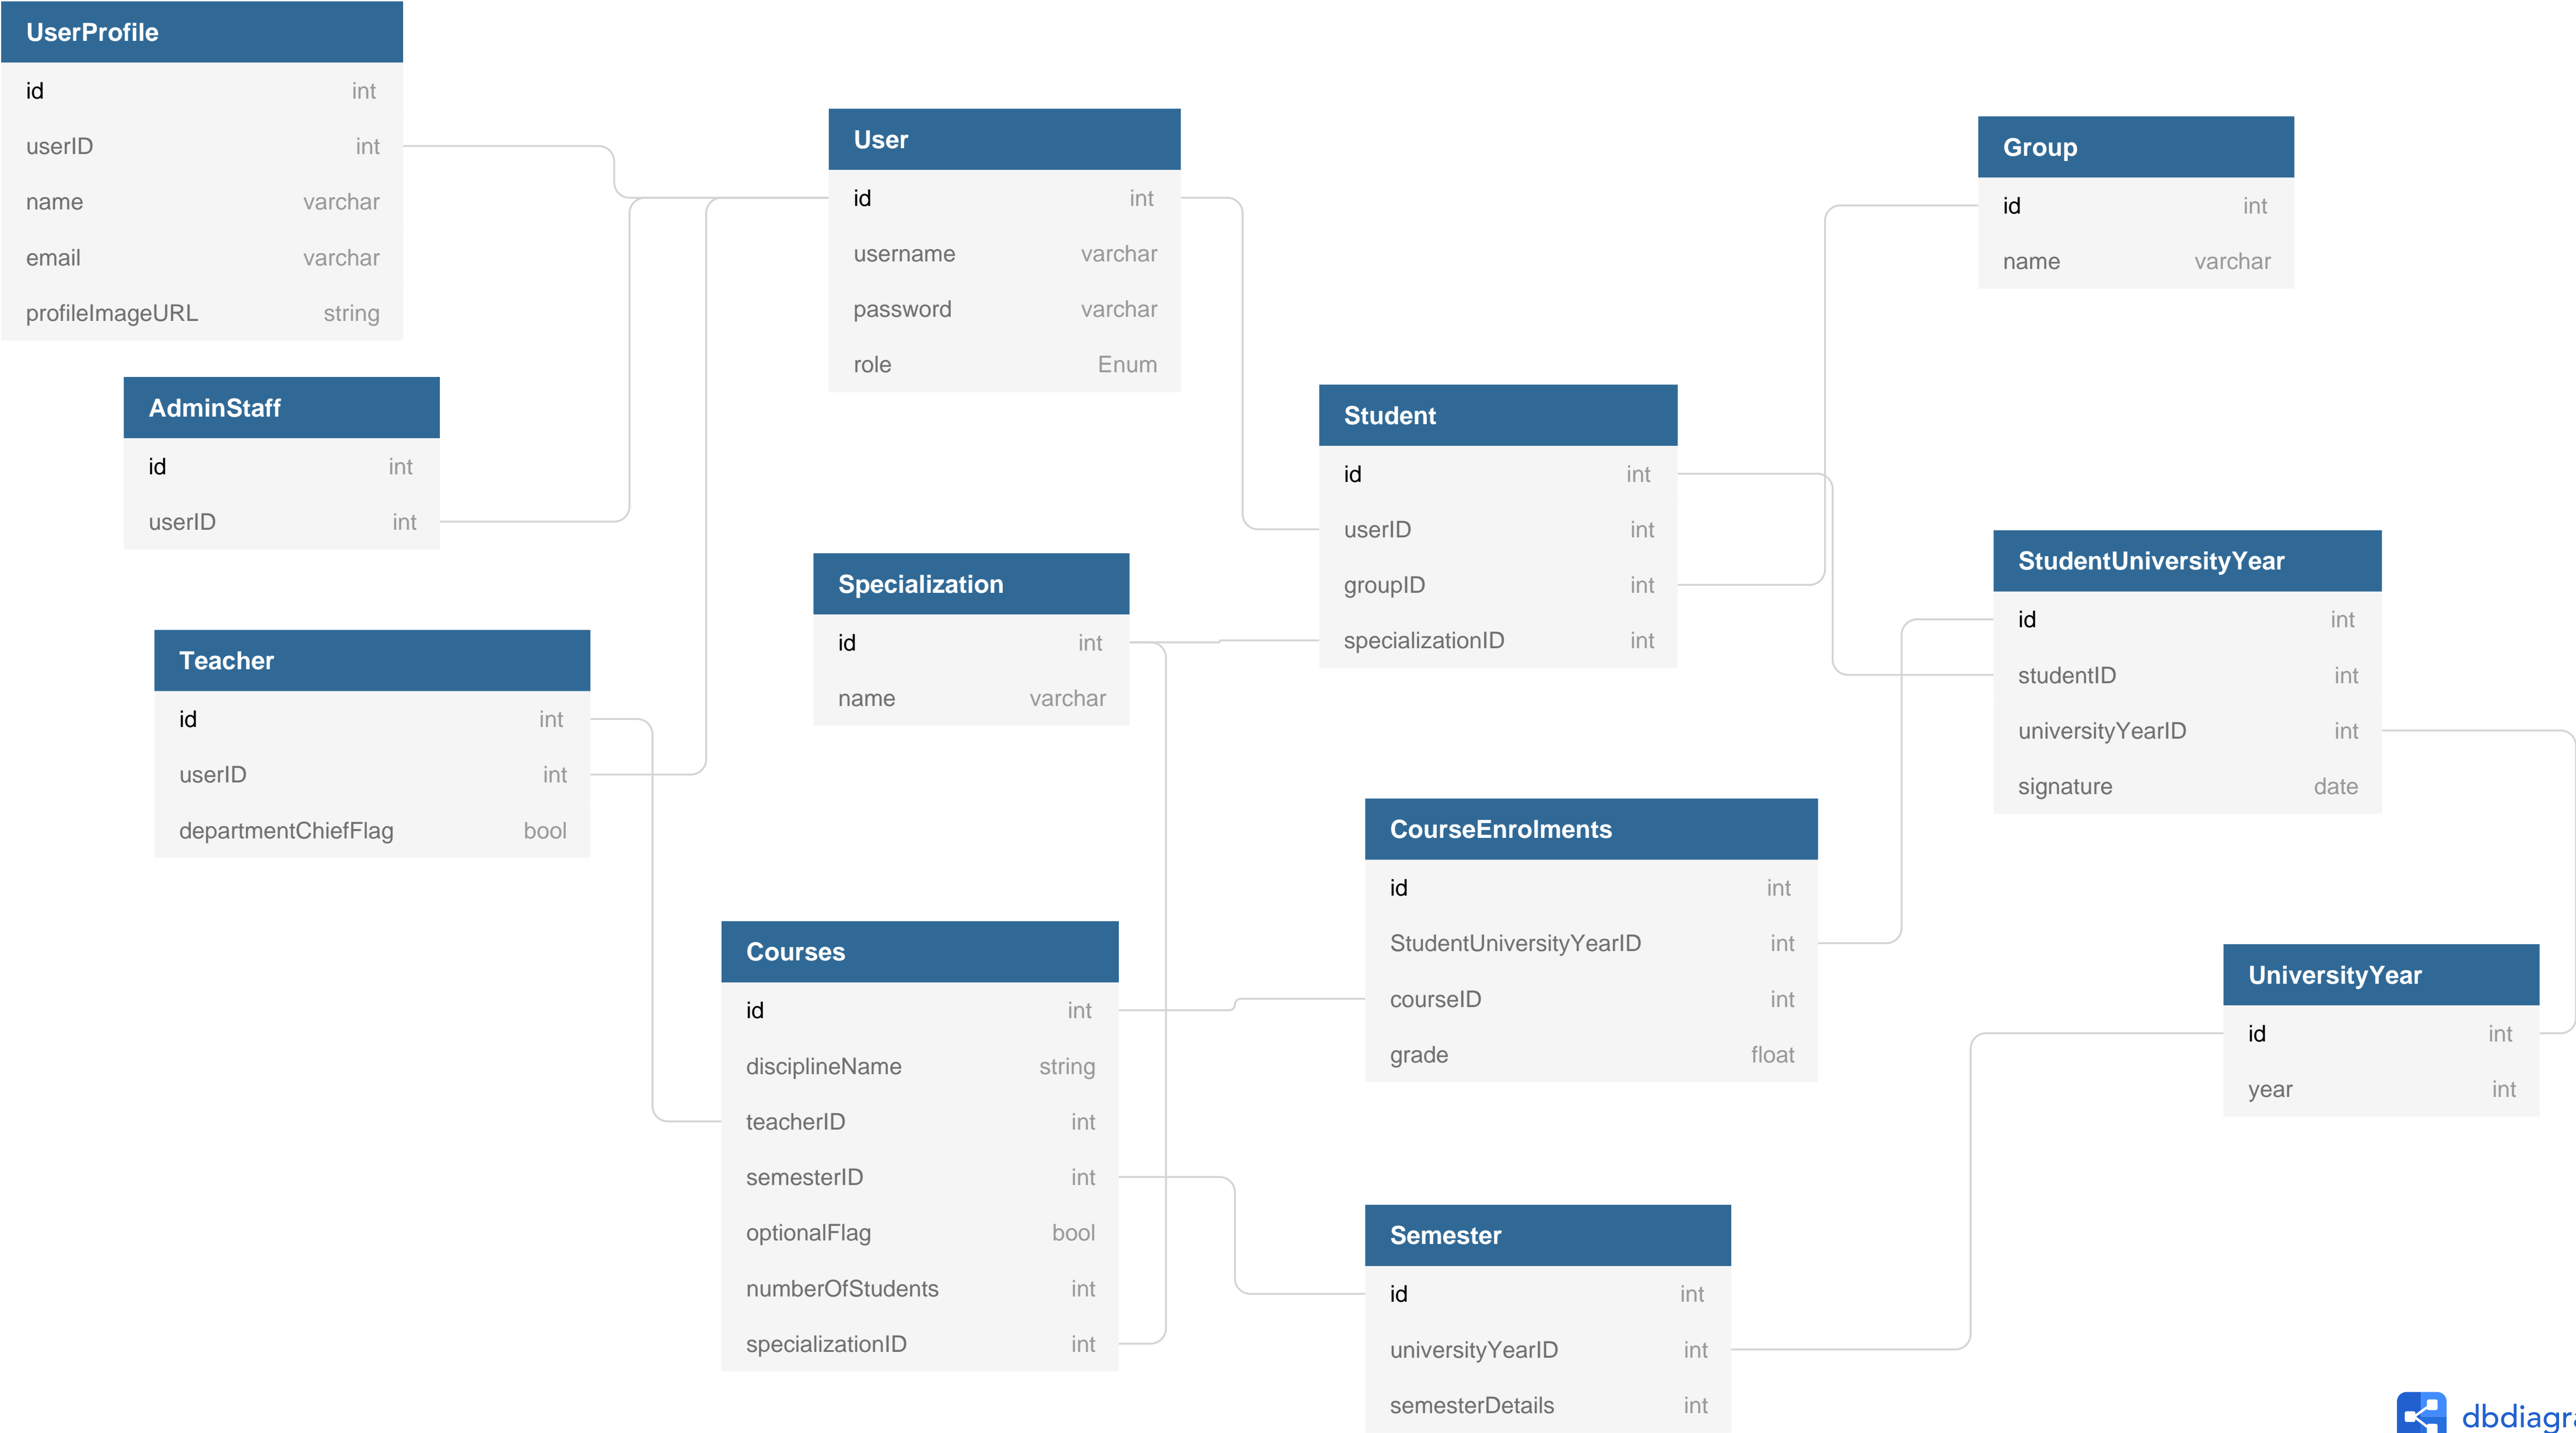 UserProfile
id int
userID int
name varchar
email varchar
profileImageURL string
User
id int
username varchar
password varchar
role Enum
Group
id int
name varchar
AdminStaff
id int
userID int
Student
id int
userID int
groupID int
specializationID int
Specialization
id int
name varchar
StudentUniversityYear
id int
studentID int
universityYearID int
signature date
Teacher
id int
userID int
departmentChiefFlag bool
CourseEnrolments
id int
StudentUniversityYearID int
courseID int
grade float
Courses
id int
disciplineName string
teacherID int
semesterID int
optionalFlag bool
numberOfStudents int
specializationID int
UniversityYear
id int
year int
Semester
id int
universityYearID int
semesterDetails int